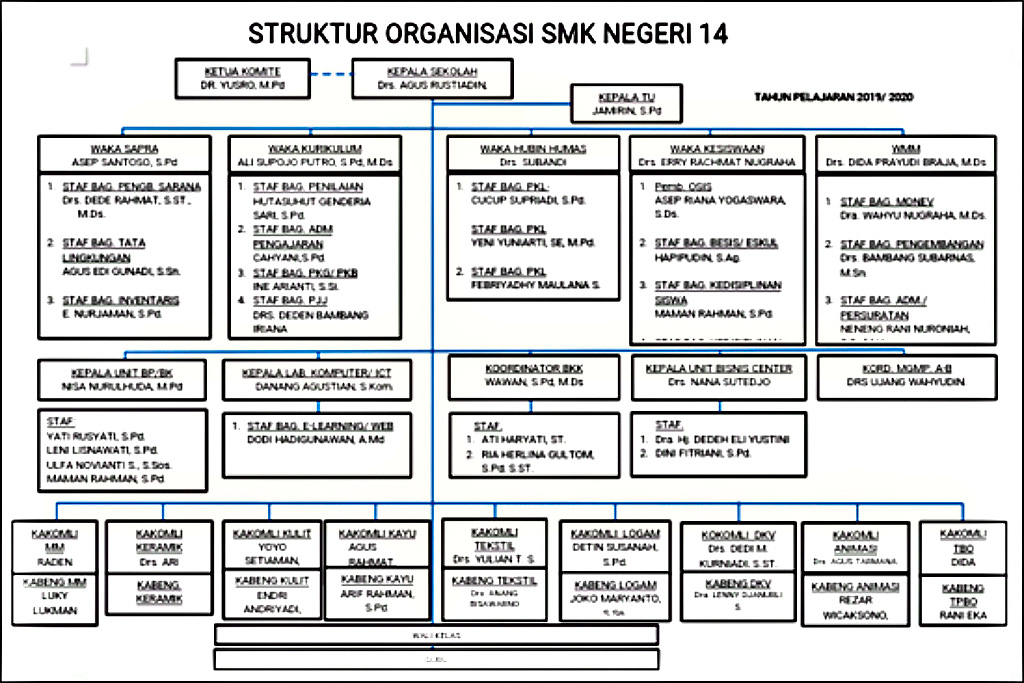 STRUKTUR ORGANISASI SMK NEGERI 14
KETUA KOMITE
DR. YUSRO, M.Pd
KEPALA SEKOLAH
Drs. AGUS RUSTIADIN,
KEPALA TU
JAMIRIN, S.Pd
TAHUN PELAJARAN 2019/ 2020
WAKA SAPRA
ASEP SANTOSO, S.Pd
WAKA KURIKULUM
ALI SUPOJO PUTRO, S.Pd, M.Ds
WAKA HUBIN HUMAS
Drs. SUBANDI
WAKA KESISWAAN
Drs. ERRY RACHMAT NUGRAHA
WMM
Drs. DIDA PRAYUDI BRAJA, M.Ds
1. STAF BAG. PENGB. SARANA
Drs. DEDE RAHMAT, S.ST.,
M.Ds.
2. STAF BAG. TATA
LINGKUNGAN
AGUS EDI GUNADI, S.Sn.
3. STAF BAG. INVENTARIS
E. NURJAMAN, S.Pd.
1. STAF BAG. PENILAIAN
HUTASUHUT GENDERIA
SARI, S.Pd.
2. STAF BAG. ADM
PENGAJARAN
CAHYANI,S.Pd
3. STAF BAG. PKG/ PKB
INE ARIANTI, S.Si.
4. STAF BAG. PJJ
DRS. DEDEN BAMBANG
IRIANA
1. STAF BAG. PKL-
CUCUP SUPRIADI, S.Pd.
STAF BAG. PKL
YENI YUNIARTI, SE, M.Pd.
2. STAF BAG. PKL
FEBRIYADHY MAULANA S.
1. Pemb. OSIS
ASEP RIANA YOGASWARA,
S.Ds.
2. STAF BAG. BESIS/ ESKUL
HAPIPUDIN, S.Ag.
3. STAF BAG. KEDISIPLINAN
SISWA
MAMAN RAHMAN, S.Pd.
1. STAF BAG. MONEV
Dra. WAHYU NUGRAHA, M.Ds.
2. STAF BAG. PENGEMBANGAN
Drs. BAMBANG SUBARNAS,
M.Sn
3. STAF BAG. ADM./
PERSURATAN
NENENG RANI NURONIAH,
KEPALA UNIT BP/BK
NISA NURULHUDA, M.Pd
KEPALA LAB. KOMPUTER/ ICT
DANANG AGUSTIAN, S.Kom.
KOORDINATOR BKK
WAWAN, S.Pd, M.Ds
KEPALA UNIT BISNIS CENTER
Drs. NANA SUTEDJO
KORD. MGMP. A-B
DRS UJANG WAHYUDIN.
STAF:
YATI RUSYATI, S.Pd.
LENI LISNAWATI, S.Pd.
ULFA NOVIANTI S., S.Sos.
MAMAN RAHMAN, S.Pd
1. STAF BAG. E-LEARNING/ WEB
DODI HADIGUNAWAN, A.Md
STAF.
1. ATI HARYATI, ST.
2. RIA HERLINA GULTOM,
S.Pd. S.ST.
STAF.
1. Dra. Hj. DEDEH ELI YUSTINI
2. DINI FITRIANI, S.Pd.
KAKOMLI
MM
RADEN
KAKOMLI
KERAMIK
Drs. ARI
KAKOMLI KULIT
YOYO
SETIAMAN,
KAKOMLI KAYU
AGUS
RAHMAT,
KAKOMLI
TEKSTIL
Drs. YULIAN T. S.
KAKOMLI LOGAM
DETIN SUSANAH,
S.Pd.
KOKOMLI DKV
Drs. DEDI M.
KURNIADI, S.ST.
KAKOMLI
ANIMASI
Drs. AGUS
KAKOMLI
TBO
DIDA
KABENG MM
LUKY
LUKMAN
KABENG.
KERAMIK
KABENG KULIT
ENDRI
ANDRIYADI,
KABENG KAYU
ARIF RAHMAN,
S.Pd
KABENG TEKSTIL
Drs. ANANG
KABENG LOGAM
JOKO MARYANTO,
KABENG DKV
Dra. LENNY
S.
KABENG ANIMASI
REZAR
WICAKSONO,
KABENG
TPBO
RANI EKA
WALI KELAS